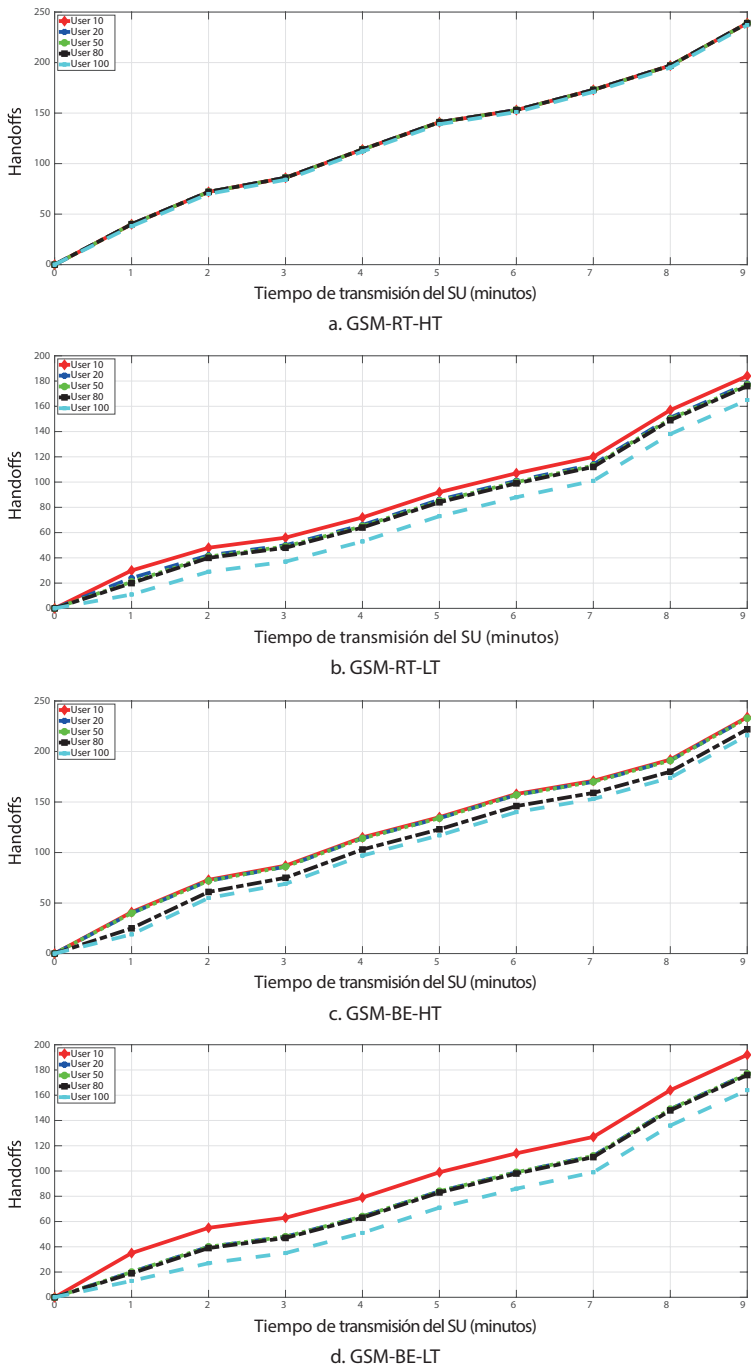 250
200
150
100
50
0
Handoffs
User 10
User 20
User 50
User 80
User 100
0 1 2 3 4 5 6 7 8 9
Tiempo de transmisión del SU (minutos)
a. GSM-RT-HT
200
180
160
140
120
100
80
60
40
20
0
Handoffs
User 10
User 20
User 50
User 80
User 100
0 1 2 3 4 5 6 7 8 9
Tiempo de transmisión del SU (minutos)
b. GSM-RT-LT
250
200
150
100
50
0
Handoffs
User 10
User 20
User 50
User 80
User 100
0 1 2 3 4 5 6 7 8 9
Tiempo de transmisión del SU (minutos)
c. GSM-BE-HT
200
180
160
140
120
100
80
60
40
20
0
Handoffs
User 10
User 20
User 50
User 80
User 100
0 1 2 3 4 5 6 7 8 9
Tiempo de transmisión del SU (minutos)
d. GSM-BE-LT